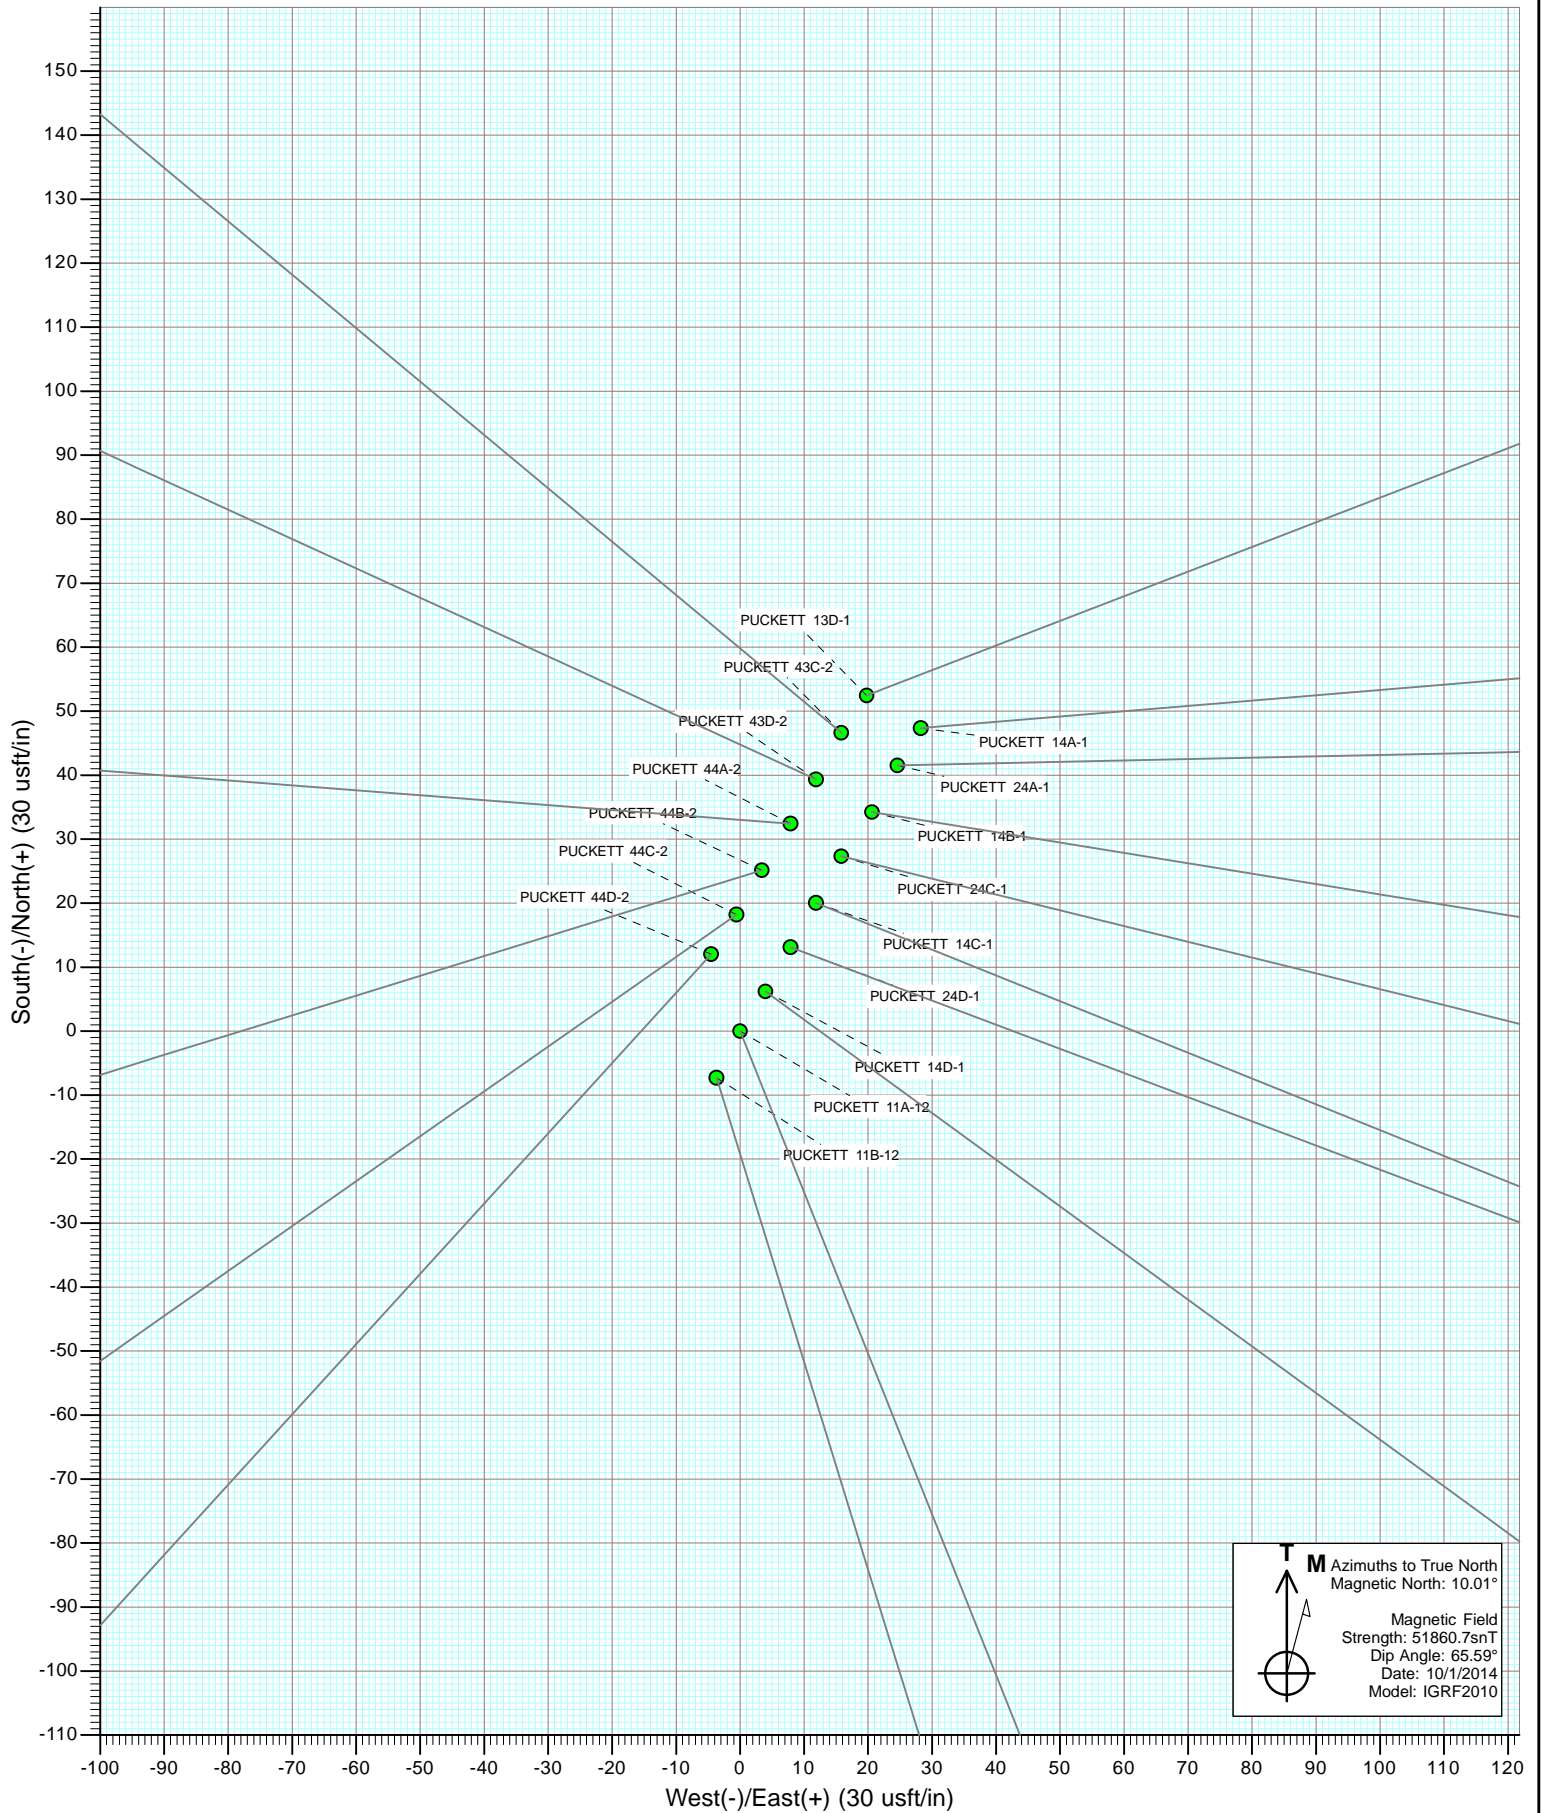 150
140
130
120
110
100
90
80
70
60
50
40
30
20
10
0
-10
-20
-30
-40
-50
-60
-70
-80
-90
-100
-110
South(-)/North(+) (30 usft/in)
PUCKETT 13D-1
PUCKETT 43C-2
PUCKETT 43D-2
PUCKETT 14A-1
PUCKETT 44A-2
PUCKETT 24A-1
PUCKETT 44B-2
PUCKETT 14B-1
PUCKETT 44C-2
PUCKETT 24C-1
PUCKETT 44D-2
PUCKETT 14C-1
PUCKETT 24D-1
PUCKETT 14D-1
PUCKETT 11A-12
PUCKETT 11B-12
T
M Azimuths to True North
Magnetic North: 10.01°
Magnetic Field
Strength: 51860.7snT
Dip Angle: 65.59°
Date: 10/1/2014
Model: IGRF2010
-100 -90 -80 -70 -60 -50 -40 -30 -20 -10 0 10 20 30 40 50 60 70 80 90 100 110 120
West(-)/East(+) (30 usft/in)